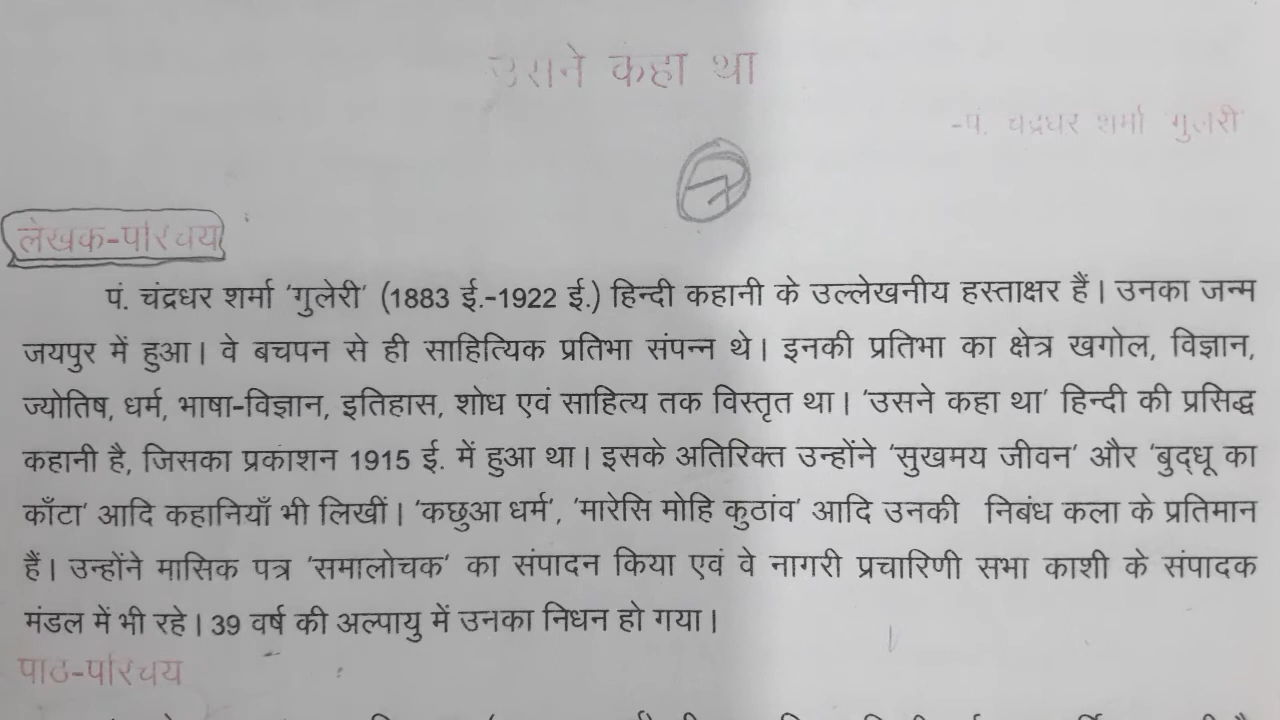 उसने कहा था
-पं. चंद्रधर शर्मा 'गुलेरी'
लेखक-परिचय
पं. चंद्रधर शर्मा 'गुलेरी' (1883 ई.-1922 ई.) हिन्दी कहानी के उल्लेखनीय हस्ताक्षर हैं। उनका जन्म
जयपुर में हुआ। वे बचपन से ही साहित्यिक प्रतिभा संपन्न थे। इनकी प्रतिभा का क्षेत्र खगोल, विज्ञान,
ज्योतिष, धर्म, भाषा-विज्ञान, इतिहास, शोध एवं साहित्य तक विस्तृत था। 'उसने कहा था' हिन्दी की प्रसिद्ध
कहानी है, जिसका प्रकाशन 1915 ई. में हुआ था। इसके अतिरिक्त उन्होंने 'सुखमय जीवन' और 'बुद्धू का
काँटा' आदि कहानियाँ भी लिखीं। 'कछुआ धर्म', 'मारेसि मोहि कुठांव' आदि उनकी निबंध कला के प्रतिमान
हैं। उन्होंने मासिक पत्र 'समालोचक' का संपादन किया एवं वे नागरी प्रचारिणी सभा काशी के संपादक
मंडल में भी रहे। 39 वर्ष की अल्पायु में उनका निधन हो गया।
पाठ-परिचय